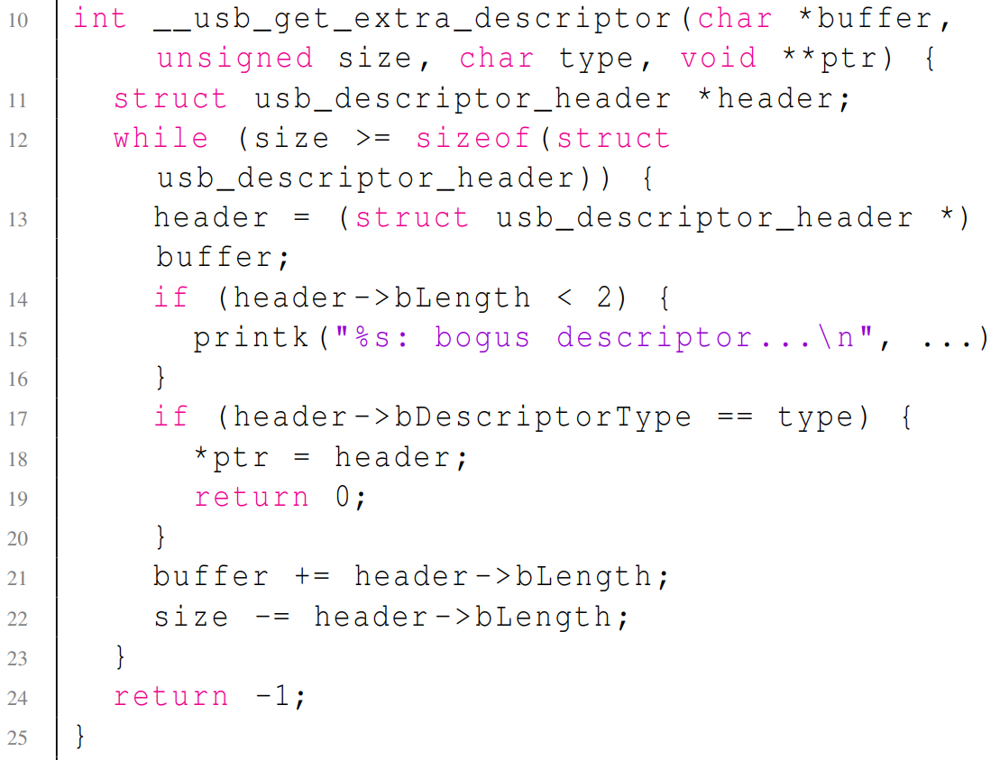 10 int __usb_get_extra_descriptor(char *buffer,
unsigned size, char type, void **ptr) {
11 struct usb_descriptor_header *header;
12 while (size >= sizeof(struct
usb_descriptor_header)) {
13 header = (struct usb_descriptor_header *)
buffer;
14 if (header->bLength < 2) {
15 printk("%s: bogus descriptor...\n", ...)
16 }
17 if (header->bDescriptorType == type) {
18 *ptr = header;
19 return 0;
20 }
21 buffer += header->bLength;
22 size -= header->bLength;
23 }
24 return -1;
25 }